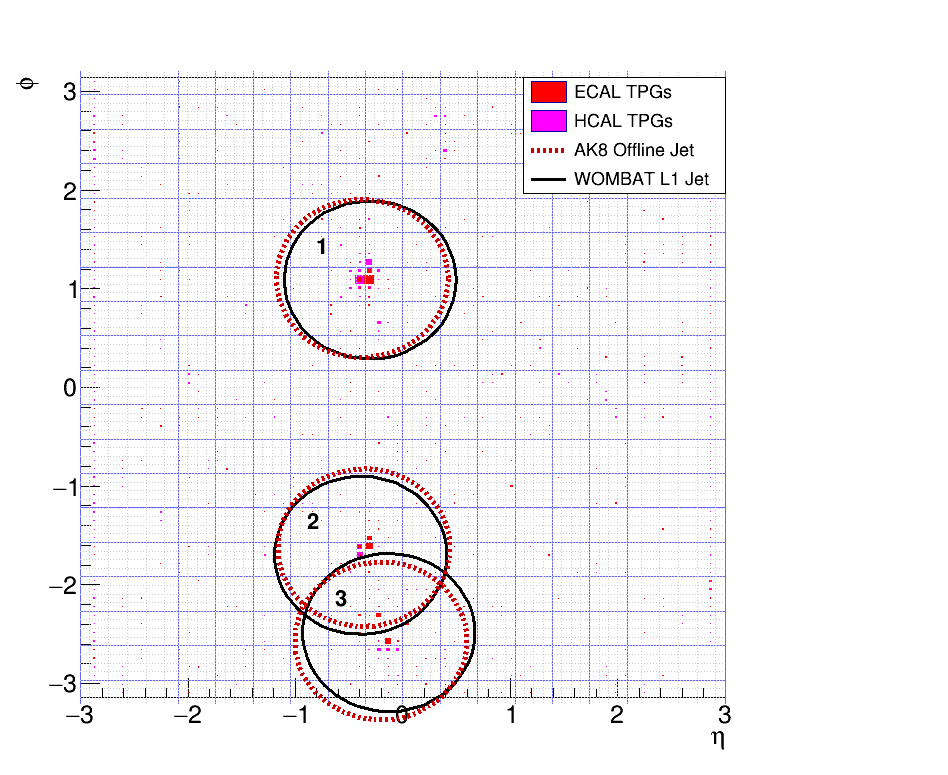 ϕ
3
2
1
0
−1
−2
−3
ECAL TPGs
HCAL TPGs
AK8 Offline Jet
WOMBAT L1 Jet
1
2
3
−3 −2 −1 0 1 2 3
η